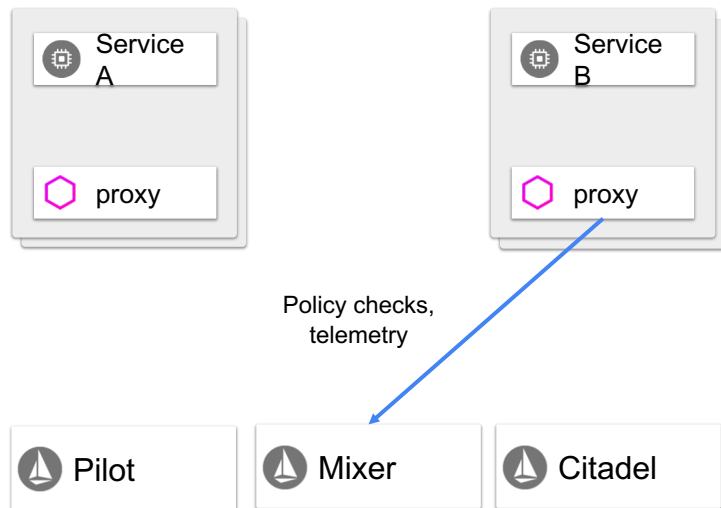 Service
A
Service
B
proxy
proxy
Policy checks,
telemetry
Pilot
Mixer
Citadel